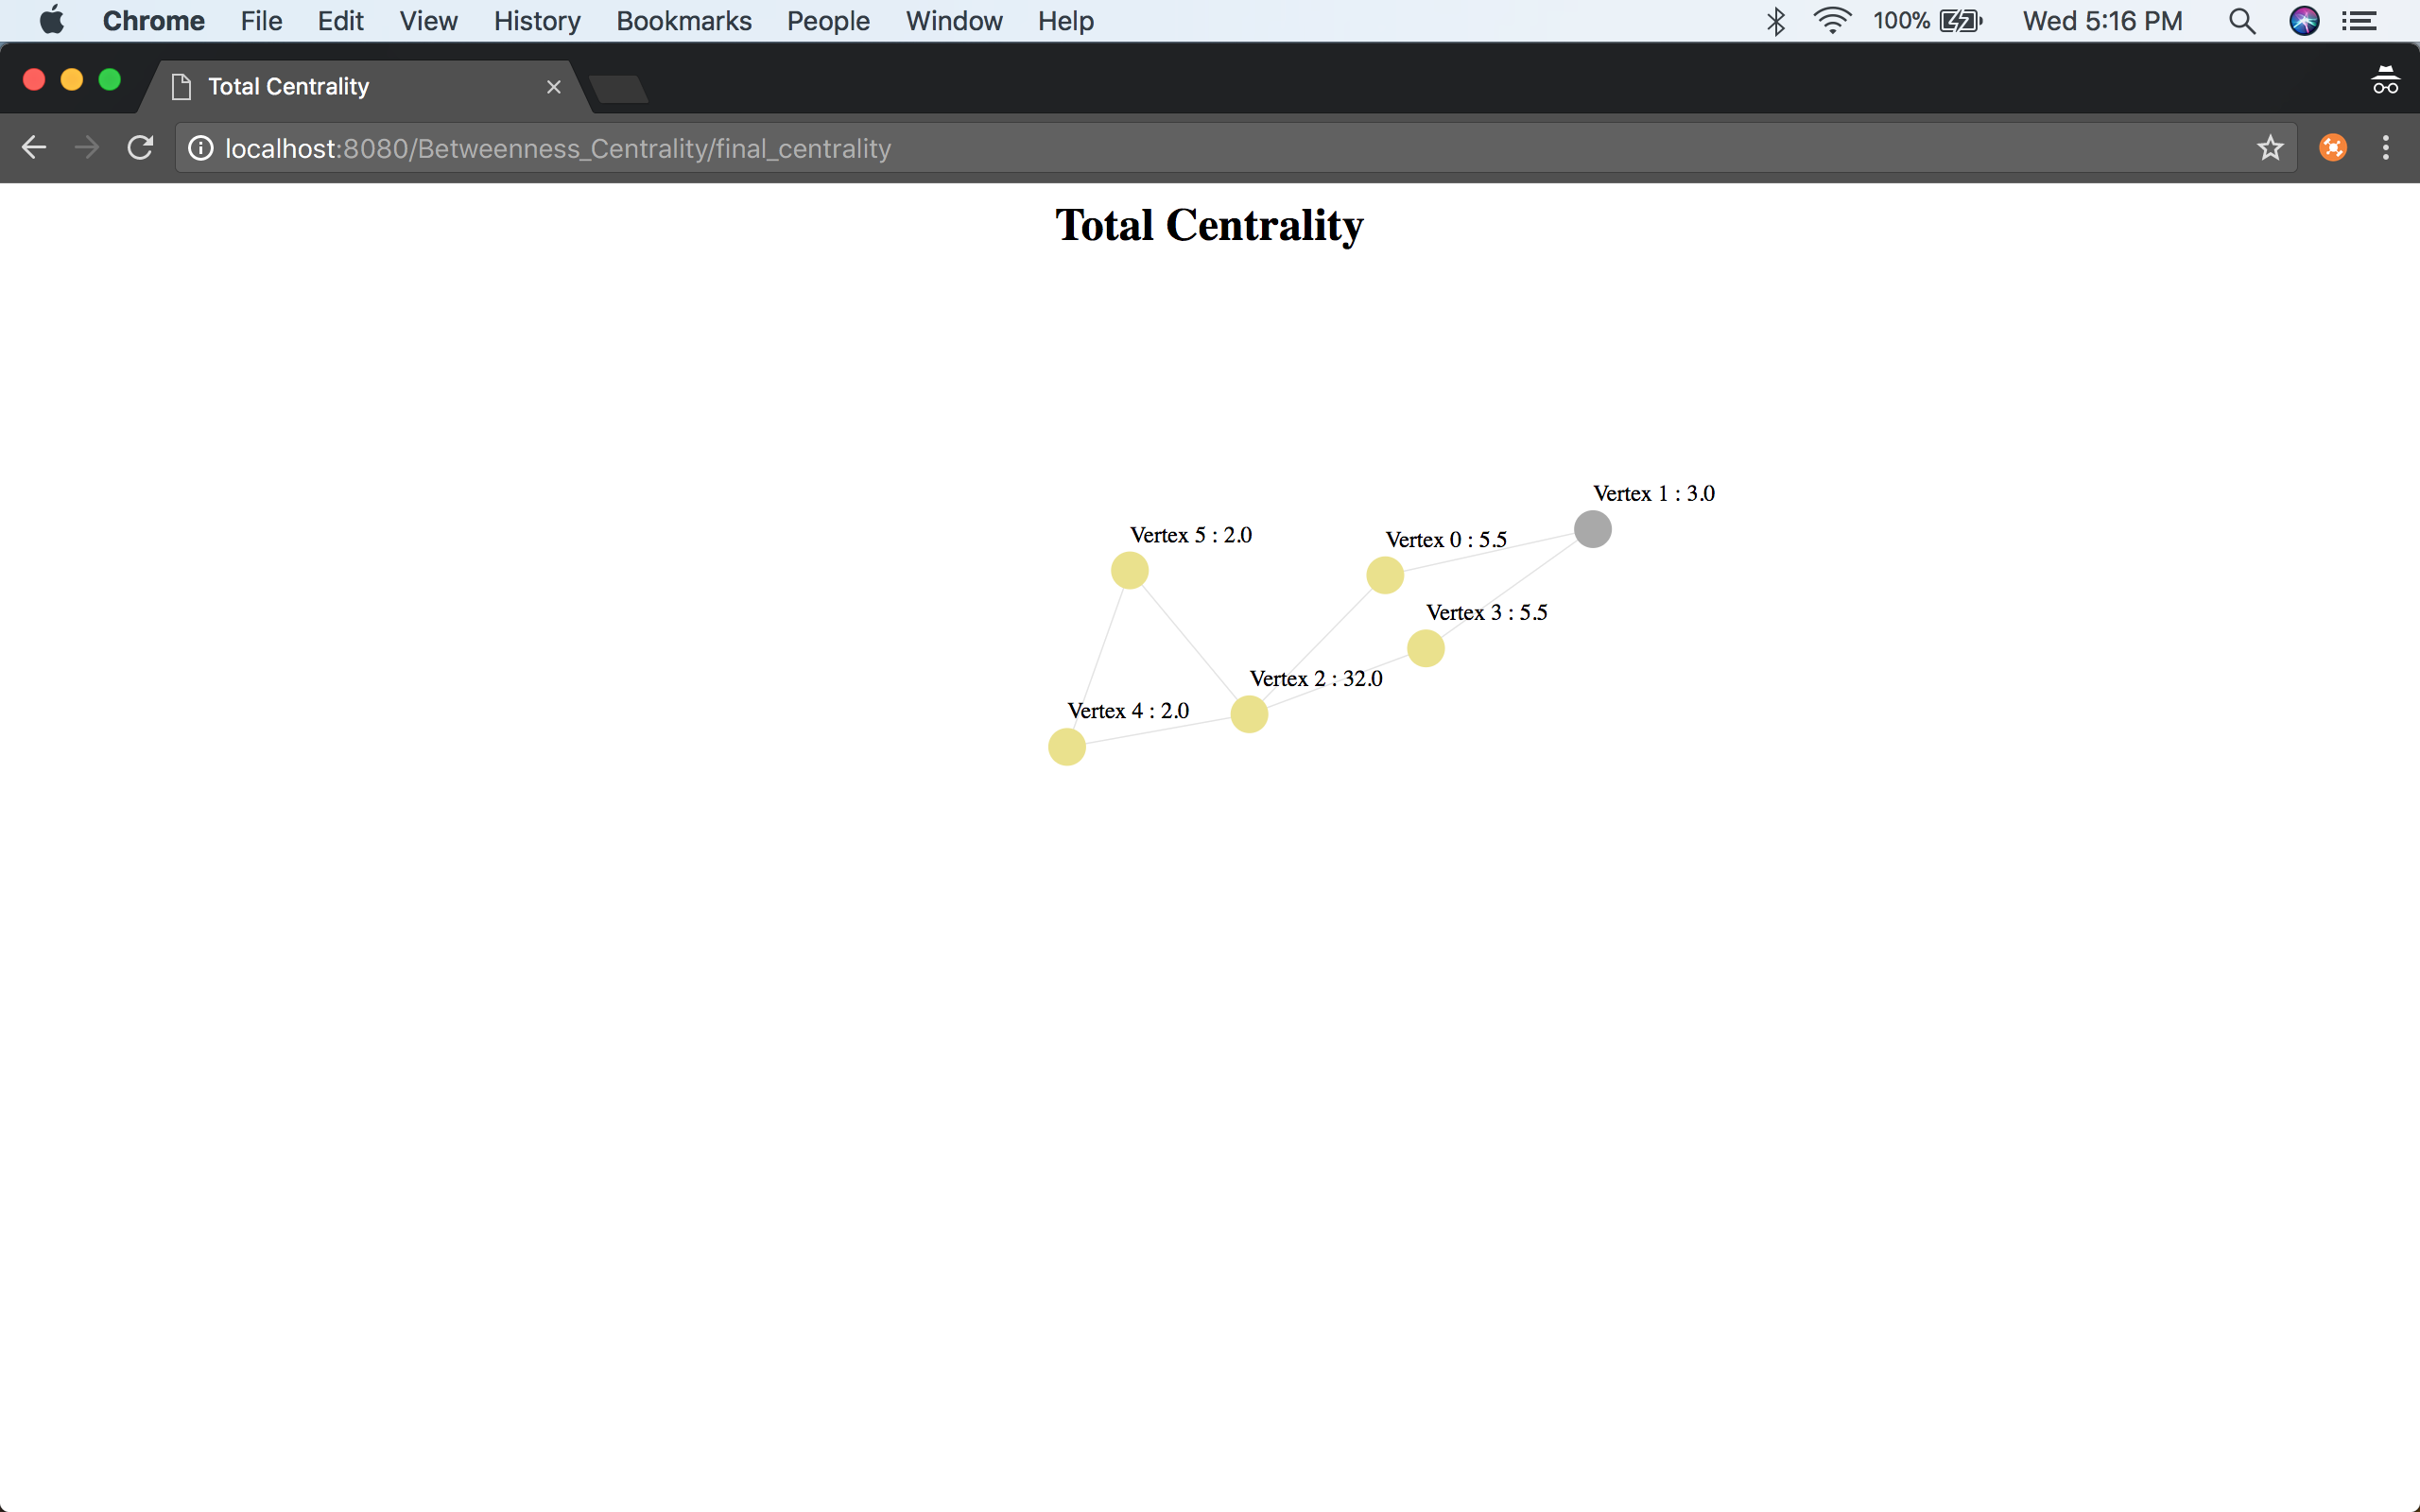 Chrome File Edit View History Bookmarks People Window Help 100% Wed 5:16 PM
Total Centrality
localhost:8080/Betweenness_Centrality/final_centrality
Total Centrality
Vertex 1 : 3.0
Vertex 5 : 2.0
Vertex 0 : 5.5
Vertex 3 : 5.5
Vertex 2 : 32.0
Vertex 4 : 2.0